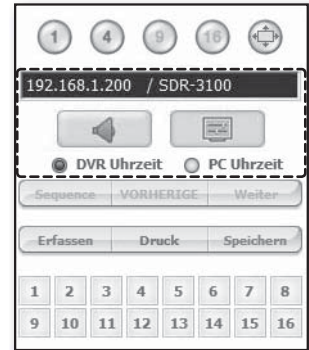 1 4 9 16
192.168.1.200 / SDR-3100
DVR Uhrzeit PC Uhrzeit
Sequence VORHERIGE Weiter
Erfassen Druck Speichern
1 2 3 4 5 6 7 8
9 10 11 12 13 14 15 16